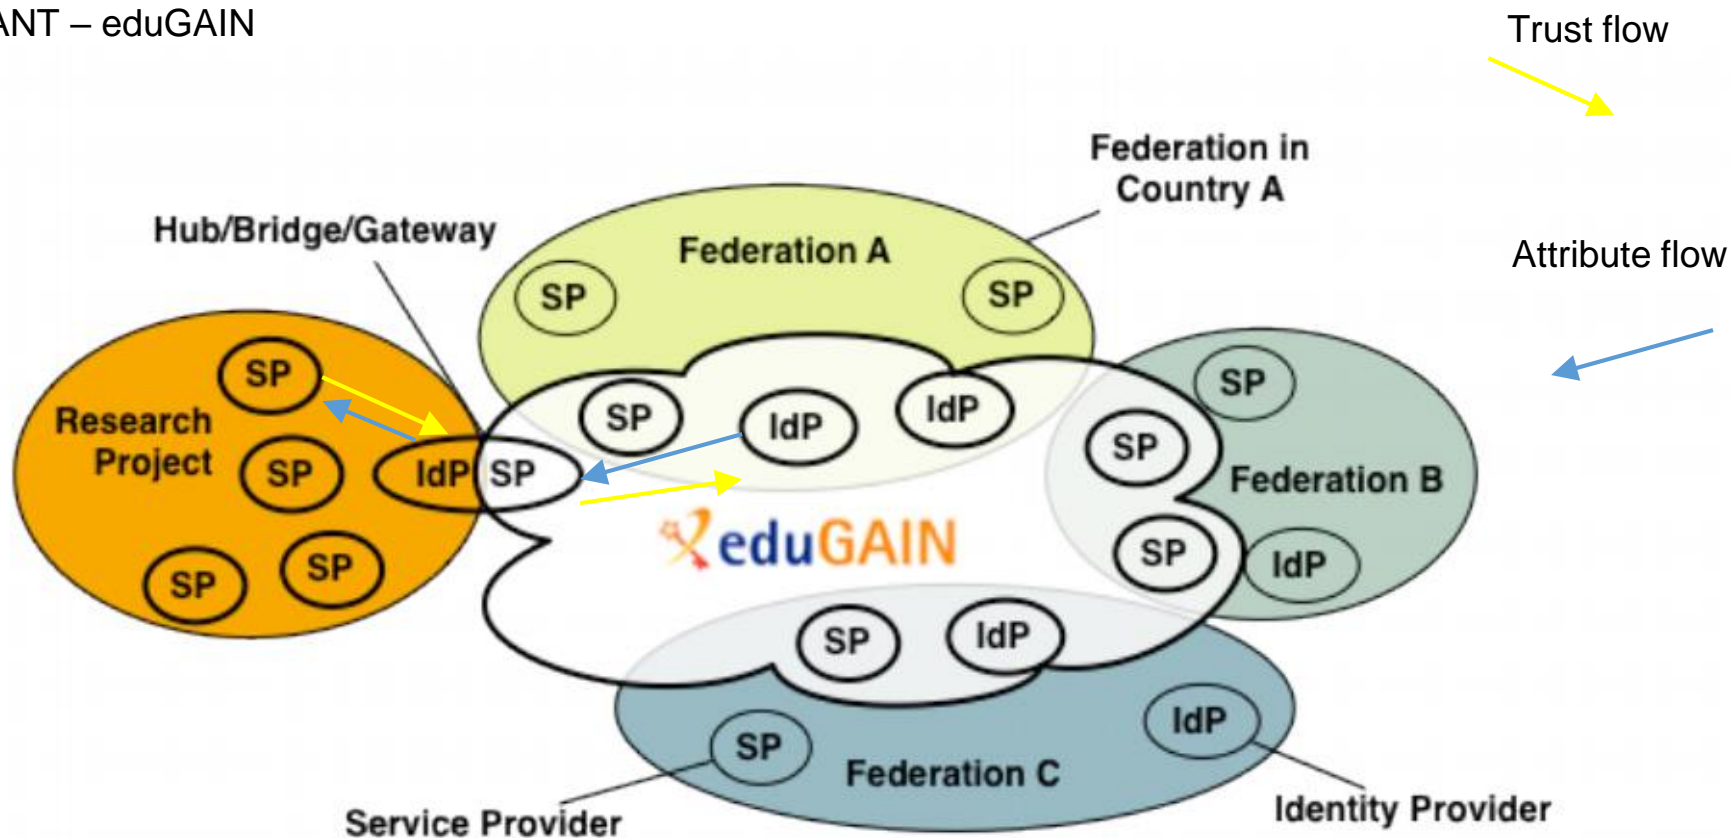 ANT – eduGAIN
Trust flow
Federation in
Country A
Hub/Bridge/Gateway
Federation A
Attribute flow
SP
SP
SP
SP
Research
Project
SP
IdP
IdP
SP
SP
IdP
SP
SP
Federation B
eduGAIN
SP
SP
SP
IdP
SP
IdP
IdP
SP
Federation C
Service Provider
Identity Provider